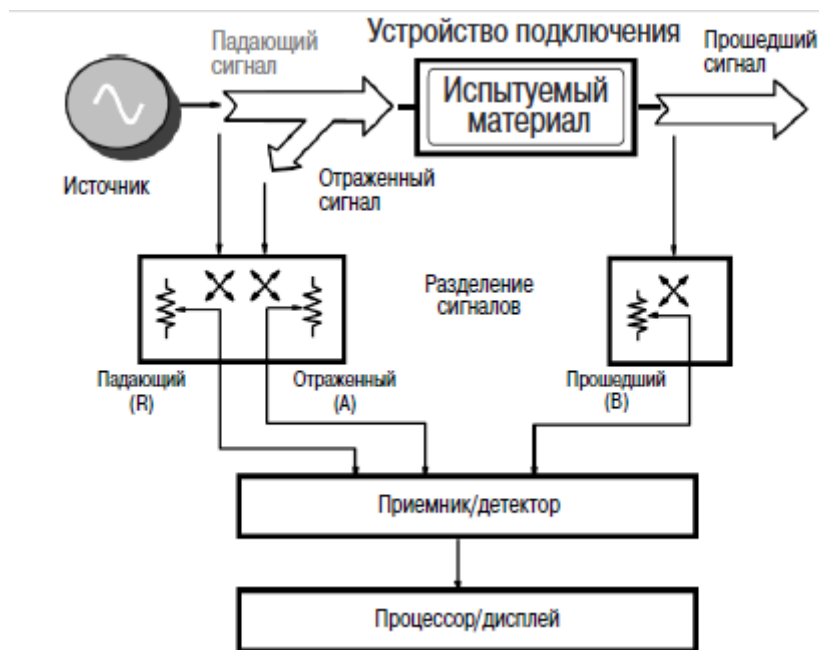 Падающий
сигнал
Устройство подключения
Прошедший
сигнал
Испытуемый
материал
Источник
Отраженный
сигнал
Разделение
сигналов
Падающий
(R)
Отраженный
(A)
Прошедший
(B)
Приемник/детектор
Процессор/дисплей